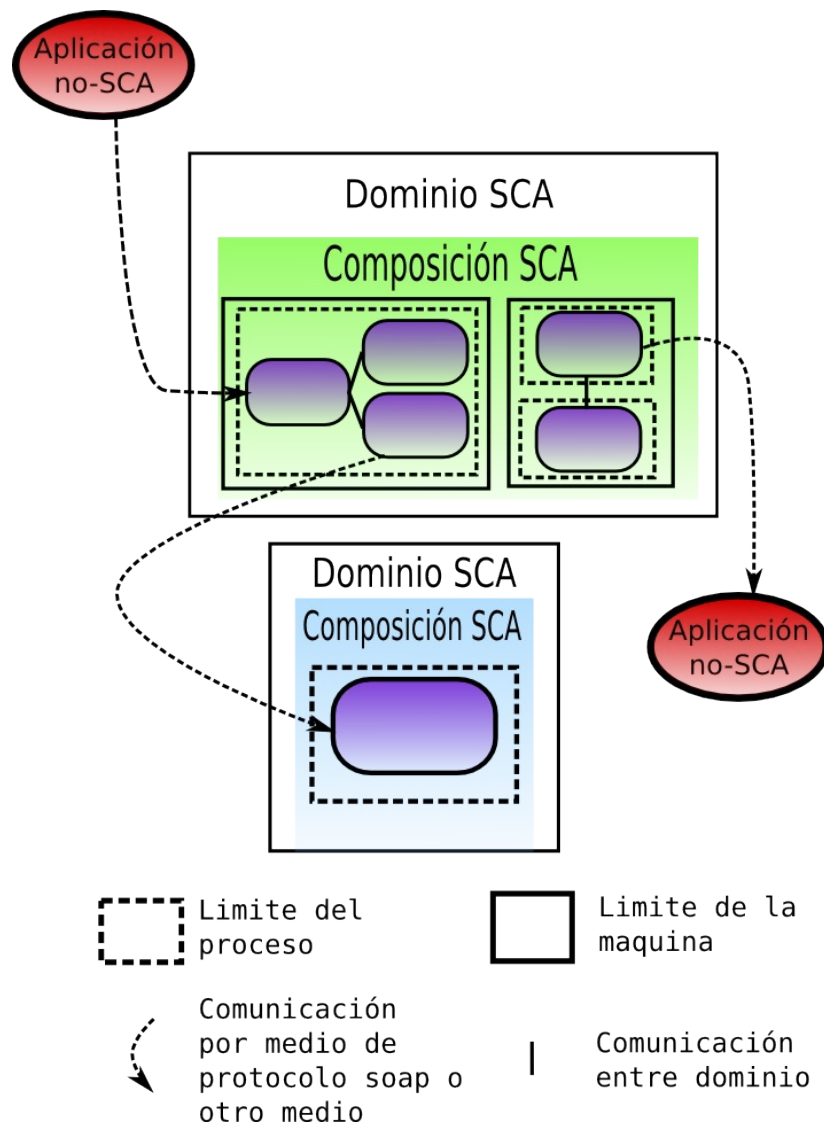 Aplicación
no-SCA
Dominio SCA
Composición SCA
Dominio SCA
Composición SCA
Aplicación
no-SCA
Limite del
proceso
Limite de la
maquina
Comunicación
por medio de
protocolo soap o
otro medio
Comunicación
entre dominio